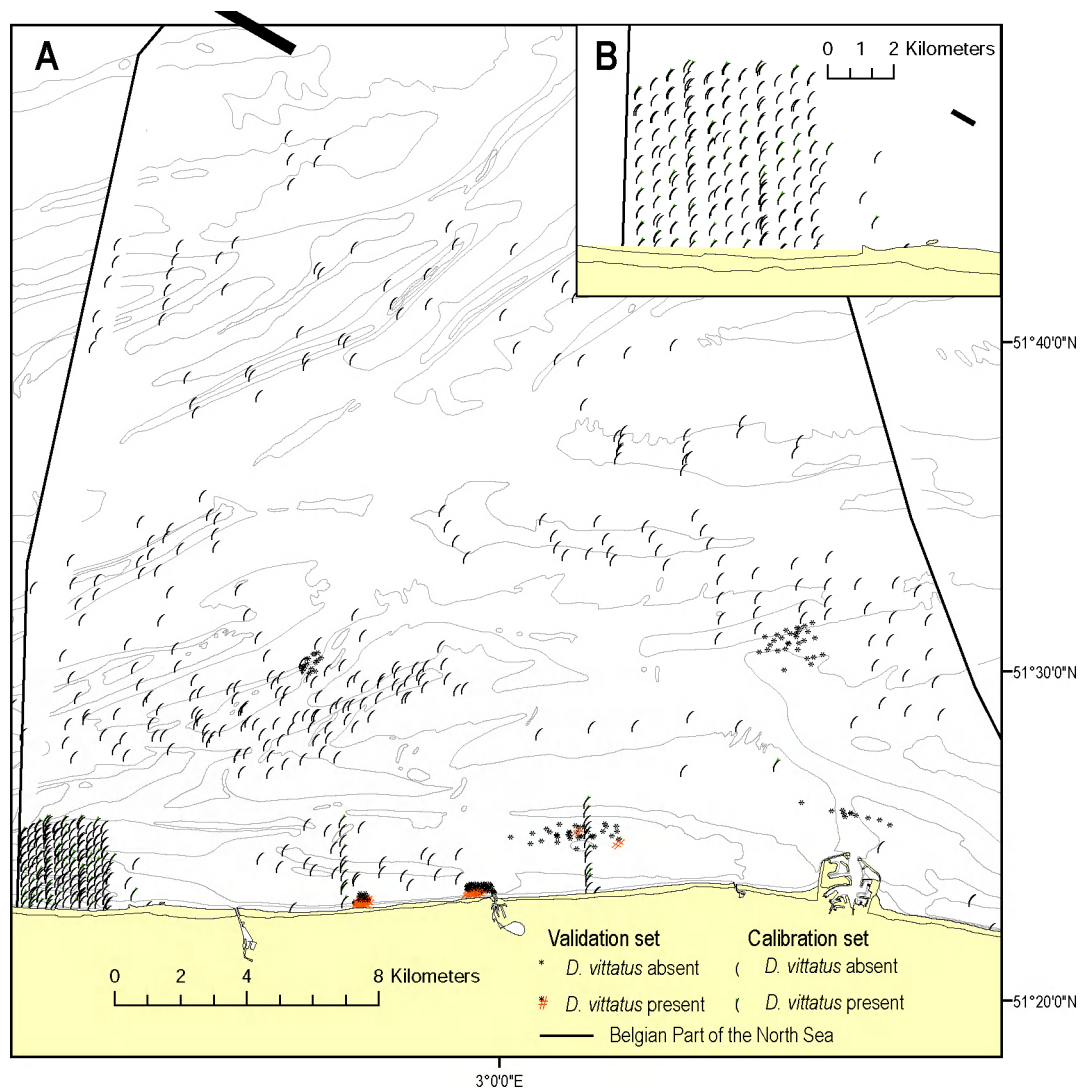 A
B
0 1 2 Kilometers
51°40'0"N
51°30'0"N
51°20'0"N
0 2 4 8 Kilometers
Validation set Calibration set
* D. vittatus absent ( D. vittatus absent
# D. vittatus present ( D. vittatus present
Belgian Part of the North Sea
3°0'0"E